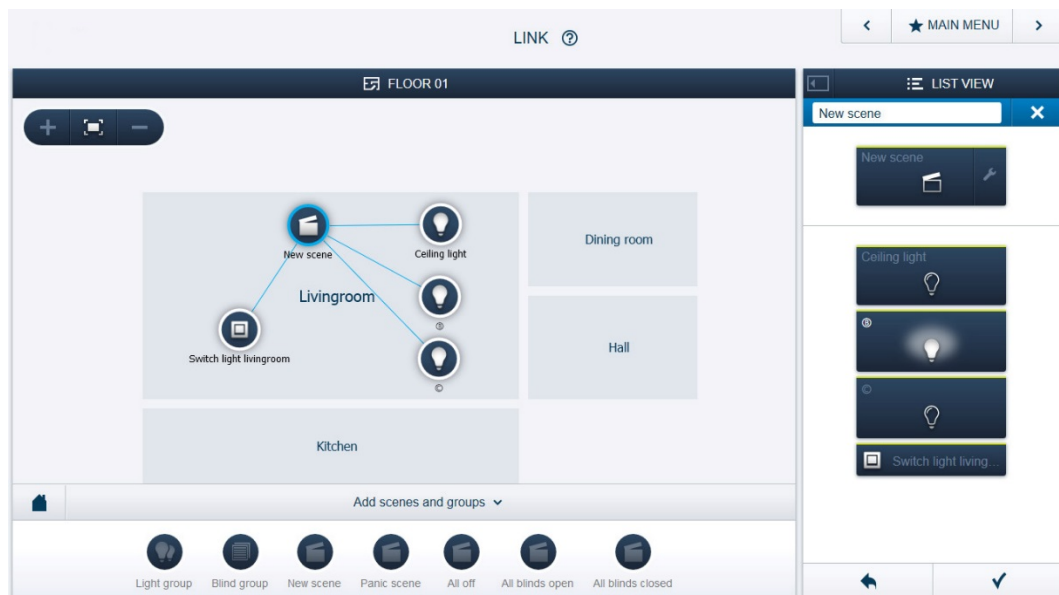 LINK ?
MAIN MENU
FLOOR 01
LIST VIEW
New scene
New scene
Ceiling light
Ⓑ
©
Switch light living...
New scene
Ceiling light
Livingroom
Switch light livingroom
©
Dining room
Hall
Kitchen
Add scenes and groups
Light group
Blind group
New scene
Panic scene
All off
All blinds open
All blinds closed